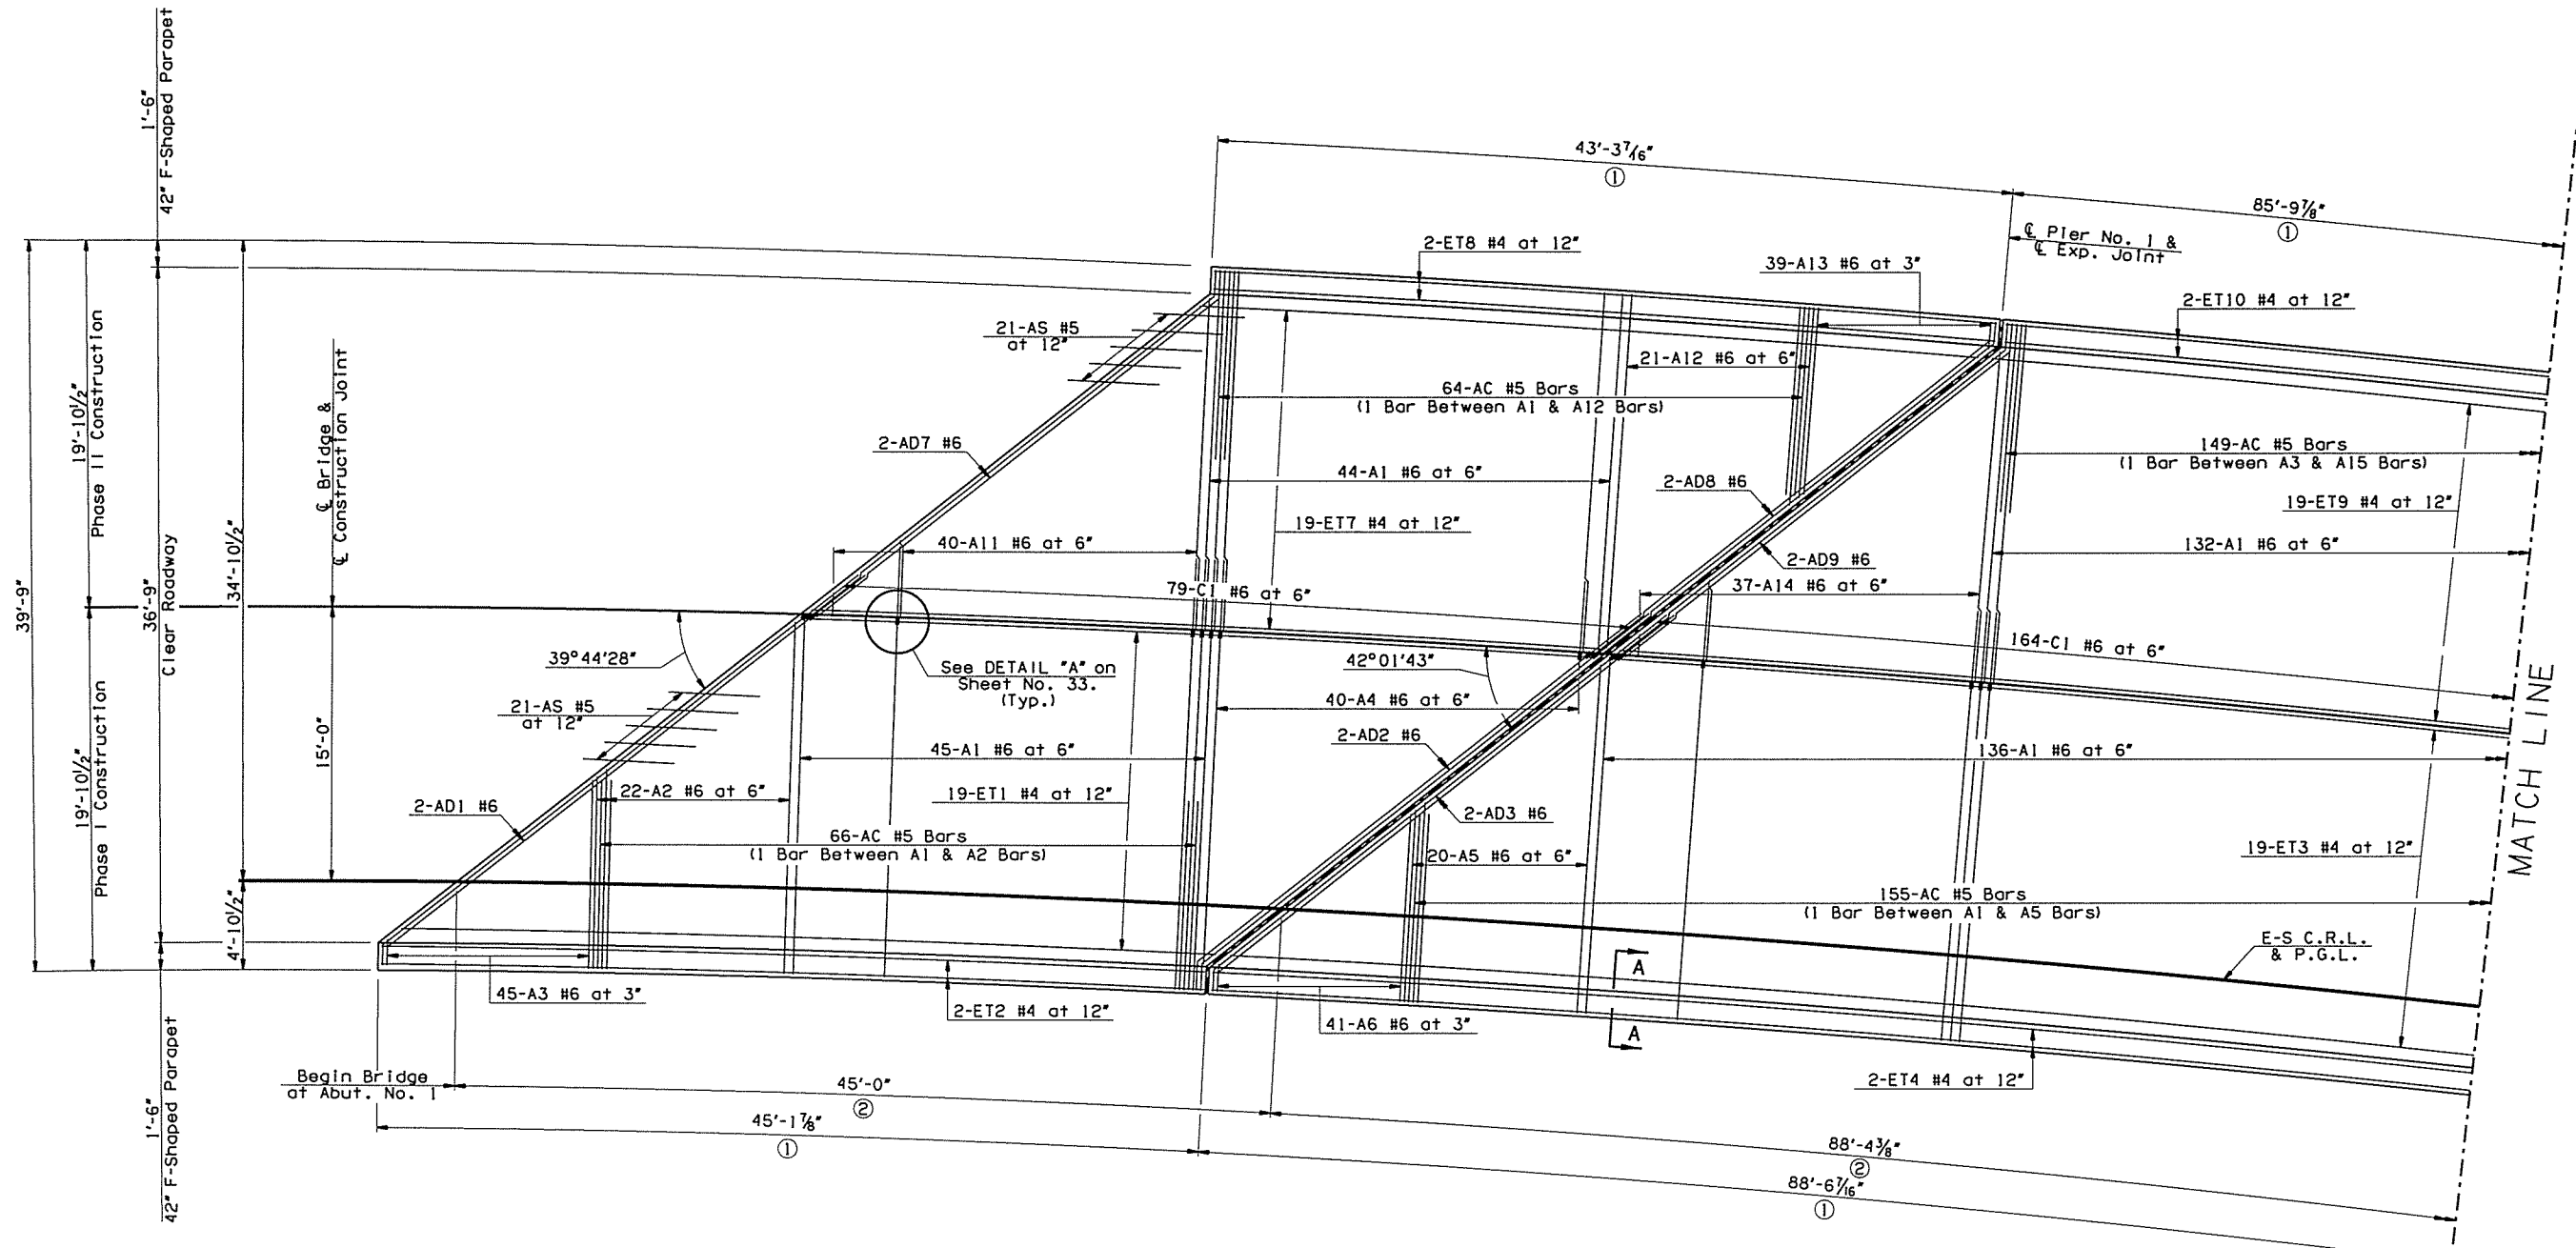 1'-6"
42" F-Shaped Parapet
39'-9"
19'-10 1/2"
Phase II Construction
19'-10 1/2"
Phase I Construction
36'-9"
Clear Roadway
34'-10 1/2"
4'-10 1/2"
1'-6"
42" F-Shaped Parapet
℄ Bridge &
℄ Construction Joint
15'-0"
43'-3 7/16"
①
85'-9 7/8"
①
℄ Pier No. 1 &
℄ Exp. Joint
2-ET8 #4 at 12"
39-A13 #6 at 3"
2-ET10 #4 at 12"
21-AS #5
at 12"
21-A12 #6 at 6"
64-AC #5 Bars
(1 Bar Between A1 & A12 Bars)
2-AD7 #6
44-A1 #6 at 6"
2-AD8 #6
149-AC #5 Bars
(1 Bar Between A3 & A15 Bars)
19-ET9 #4 at 12"
19-ET7 #4 at 12"
40-A11 #6 at 6"
132-A1 #6 at 6"
2-AD9 #6
79-C1 #6 at 6"
37-A14 #6 at 6"
164-C1 #6 at 6"
39°44'28"
See DETAIL "A" on
Sheet No. 33.
(Typ.)
42°01'43"
21-AS #5
at 12"
40-A4 #6 at 6"
2-AD2 #6
45-A1 #6 at 6"
136-A1 #6 at 6"
22-A2 #6 at 6"
19-ET1 #4 at 12"
2-AD1 #6
2-AD3 #6
66-AC #5 Bars
(1 Bar Between A1 & A2 Bars)
20-A5 #6 at 6"
19-ET3 #4 at 12"
155-AC #5 Bars
(1 Bar Between A1 & A5 Bars)
MATCH LINE
E-S C.R.L.
& P.G.L.
A
A
45-A3 #6 at 3"
2-ET2 #4 at 12"
41-A6 #6 at 3"
2-ET4 #4 at 12"
Begin Bridge
at Abut. No. 1
45'-0"
②
45'-1 7/8"
①
88'-4 3/8"
②
88'-6 7/16"
①